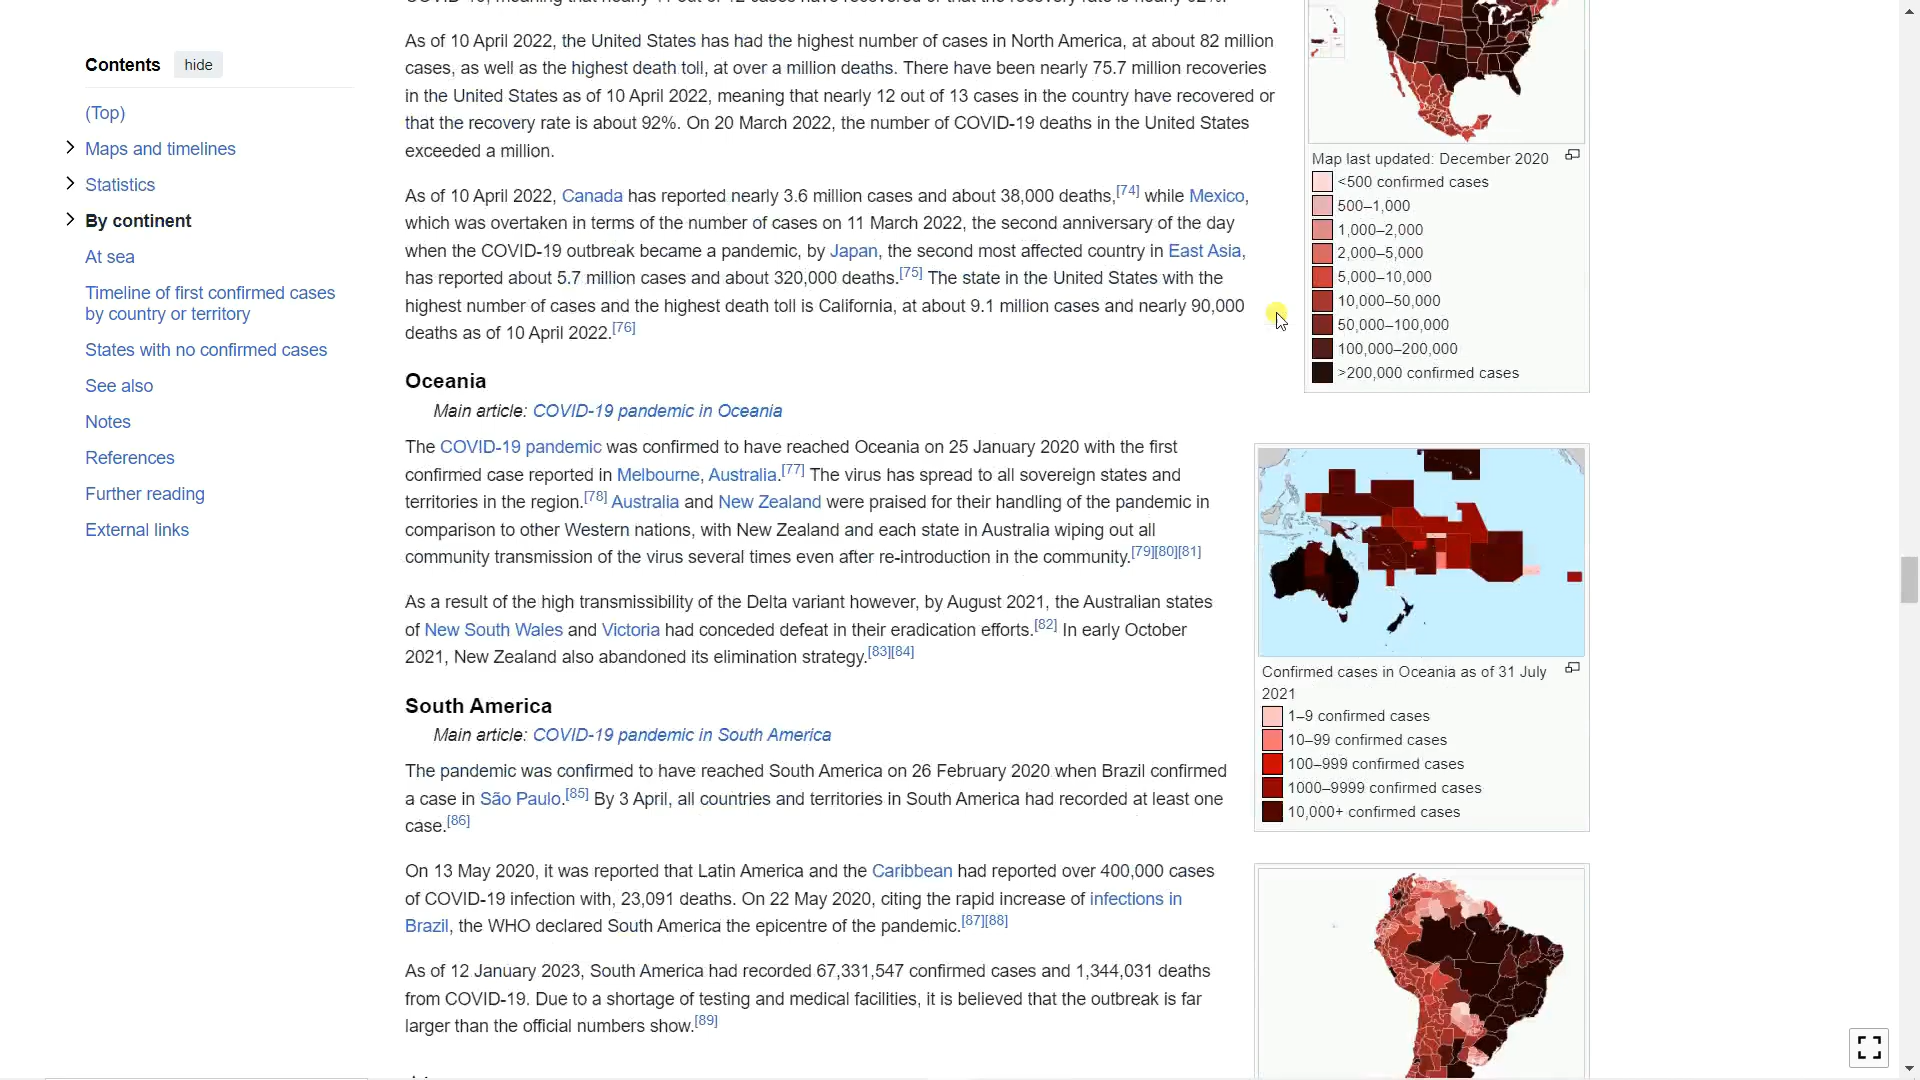 Contents hide
(Top)
Maps and timelines
Statistics
By continent
At sea
Timeline of first confirmed cases
by country or territory
States with no confirmed cases
See also
Notes
References
Further reading
External links
As of 10 April 2022, the United States has had the highest number of cases in North America, at about 82 million
cases, as well as the highest death toll, at over a million deaths. There have been nearly 75.7 million recoveries
in the United States as of 10 April 2022, meaning that nearly 12 out of 13 cases in the country have recovered or
that the recovery rate is about 92%. On 20 March 2022, the number of COVID-19 deaths in the United States
exceeded a million.
As of 10 April 2022, Canada has reported nearly 3.6 million cases and about 38,000 deaths,[74] while Mexico,
which was overtaken in terms of the number of cases on 11 March 2022, the second anniversary of the day
when the COVID-19 outbreak became a pandemic, by Japan, the second most affected country in East Asia,
has reported about 5.7 million cases and about 320,000 deaths.[75] The state in the United States with the
highest number of cases and the highest death toll is California, at about 9.1 million cases and nearly 90,000
deaths as of 10 April 2022.[76]
Oceania
Main article: COVID-19 pandemic in Oceania
The COVID-19 pandemic was confirmed to have reached Oceania on 25 January 2020 with the first
confirmed case reported in Melbourne, Australia.[77] The virus has spread to all sovereign states and
territories in the region.[78] Australia and New Zealand were praised for their handling of the pandemic in
comparison to other Western nations, with New Zealand and each state in Australia wiping out all
community transmission of the virus several times even after re-introduction in the community.[79][80][81]
As a result of the high transmissibility of the Delta variant however, by August 2021, the Australian states
of New South Wales and Victoria had conceded defeat in their eradication efforts.[82] In early October
2021, New Zealand also abandoned its elimination strategy.[83][84]
South America
Main article: COVID-19 pandemic in South America
The pandemic was confirmed to have reached South America on 26 February 2020 when Brazil confirmed
a case in São Paulo.[85] By 3 April, all countries and territories in South America had recorded at least one
case.[86]
On 13 May 2020, it was reported that Latin America and the Caribbean had reported over 400,000 cases
of COVID-19 infection with, 23,091 deaths. On 22 May 2020, citing the rapid increase of infections in
Brazil, the WHO declared South America the epicentre of the pandemic.[87][88]
As of 12 January 2023, South America had recorded 67,331,547 confirmed cases and 1,344,031 deaths
from COVID-19. Due to a shortage of testing and medical facilities, it is believed that the outbreak is far
larger than the official numbers show.[89]
Map last updated: December 2020
<500 confirmed cases
500–1,000
1,000–2,000
2,000–5,000
5,000–10,000
10,000–50,000
50,000–100,000
100,000–200,000
>200,000 confirmed cases
Confirmed cases in Oceania as of 31 July
2021
1–9 confirmed cases
10–99 confirmed cases
100–999 confirmed cases
1000–9999 confirmed cases
10,000+ confirmed cases